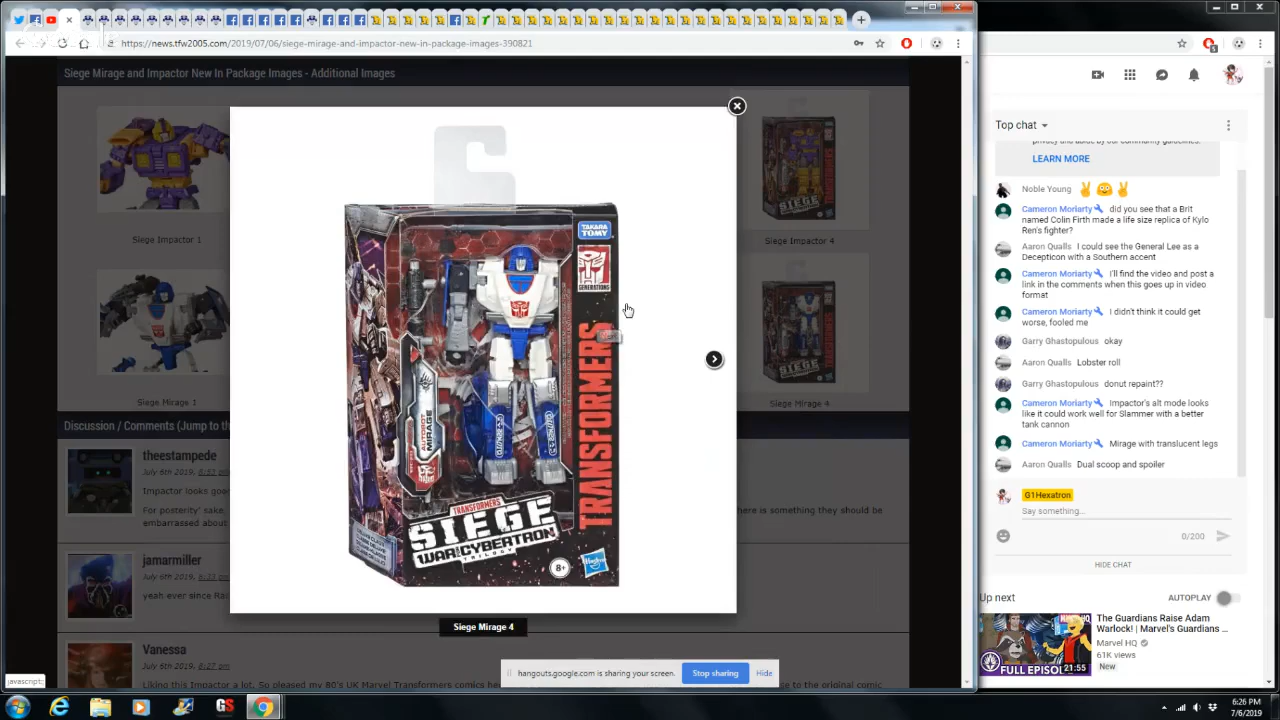 https://news.tfw2005.com/2019/07/06/siege-mirage-and-impactor-new-in-package-images-390821
Siege Mirage and Impactor New In Package Images - Additional Images
Siege Impactor 1
Siege Impactor 4
Siege Mirage 1
Siege Mirage 4
TAKARA
TOMY
GENERATIONS
TRANSFORMERS
AUTOBOT
MIRAGE
TRANSFORMERS
SIEGE
WAR FOR CYBERTRON
TRILOGY
8+
Hasbro
Siege Mirage 4
Discussion / Comments (Jump to th
theestampede
July 6th 2019,
Impactor looks goo
For posterity' sake,
here is something they should be
embarrassed about
jamarmiller
July 6th 2019,
yeah ever since Rai
Vanessa
July 6th 2019, 6:27 pm
Liking this Impactor a lot. So pleased my 80's UK Marvel Transformers comics
to the original comic
javascript:
hangouts.google.com is sharing your screen.
Stop sharing
Hide
Top chat
privacy and abide by our community guidelines.
LEARN MORE
Noble Young
Cameron Moriarty did you see that a Brit
named Colin Firth made a life size replica of Kylo
Ren's fighter?
Aaron Qualls I could see the General Lee as a
Decepticon with a Southern accent
Cameron Moriarty I'll find the video and post a
link in the comments when this goes up in video
format
Cameron Moriarty I didn't think it could get
worse, fooled me
Garry Ghastopulous okay
Aaron Qualls Lobster roll
Garry Ghastopulous donut repaint??
Cameron Moriarty Impactor's alt mode looks
like it could work well for Slammer with a better
tank cannon
Cameron Moriarty Mirage with translucent legs
Aaron Qualls Dual scoop and spoiler
G1Hexatron
Say something...
0/200
HIDE CHAT
Up next
AUTOPLAY
The Guardians Raise Adam
Warlock! | Marvel's Guardians ...
Marvel HQ
61K views
New
FULL EPISO
21:55
6:26 PM
7/6/2019